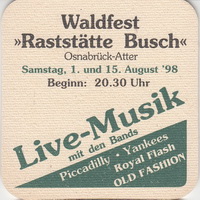 Waldfest
»Raststätte Busch«
Osnabrück-Atter
Samstag, 1. und 15. August '98
Beginn: 20.30 Uhr
Live-Musik
mit den Bands
Piccadilly · Yankees
Royal Flash
OLD FASHION